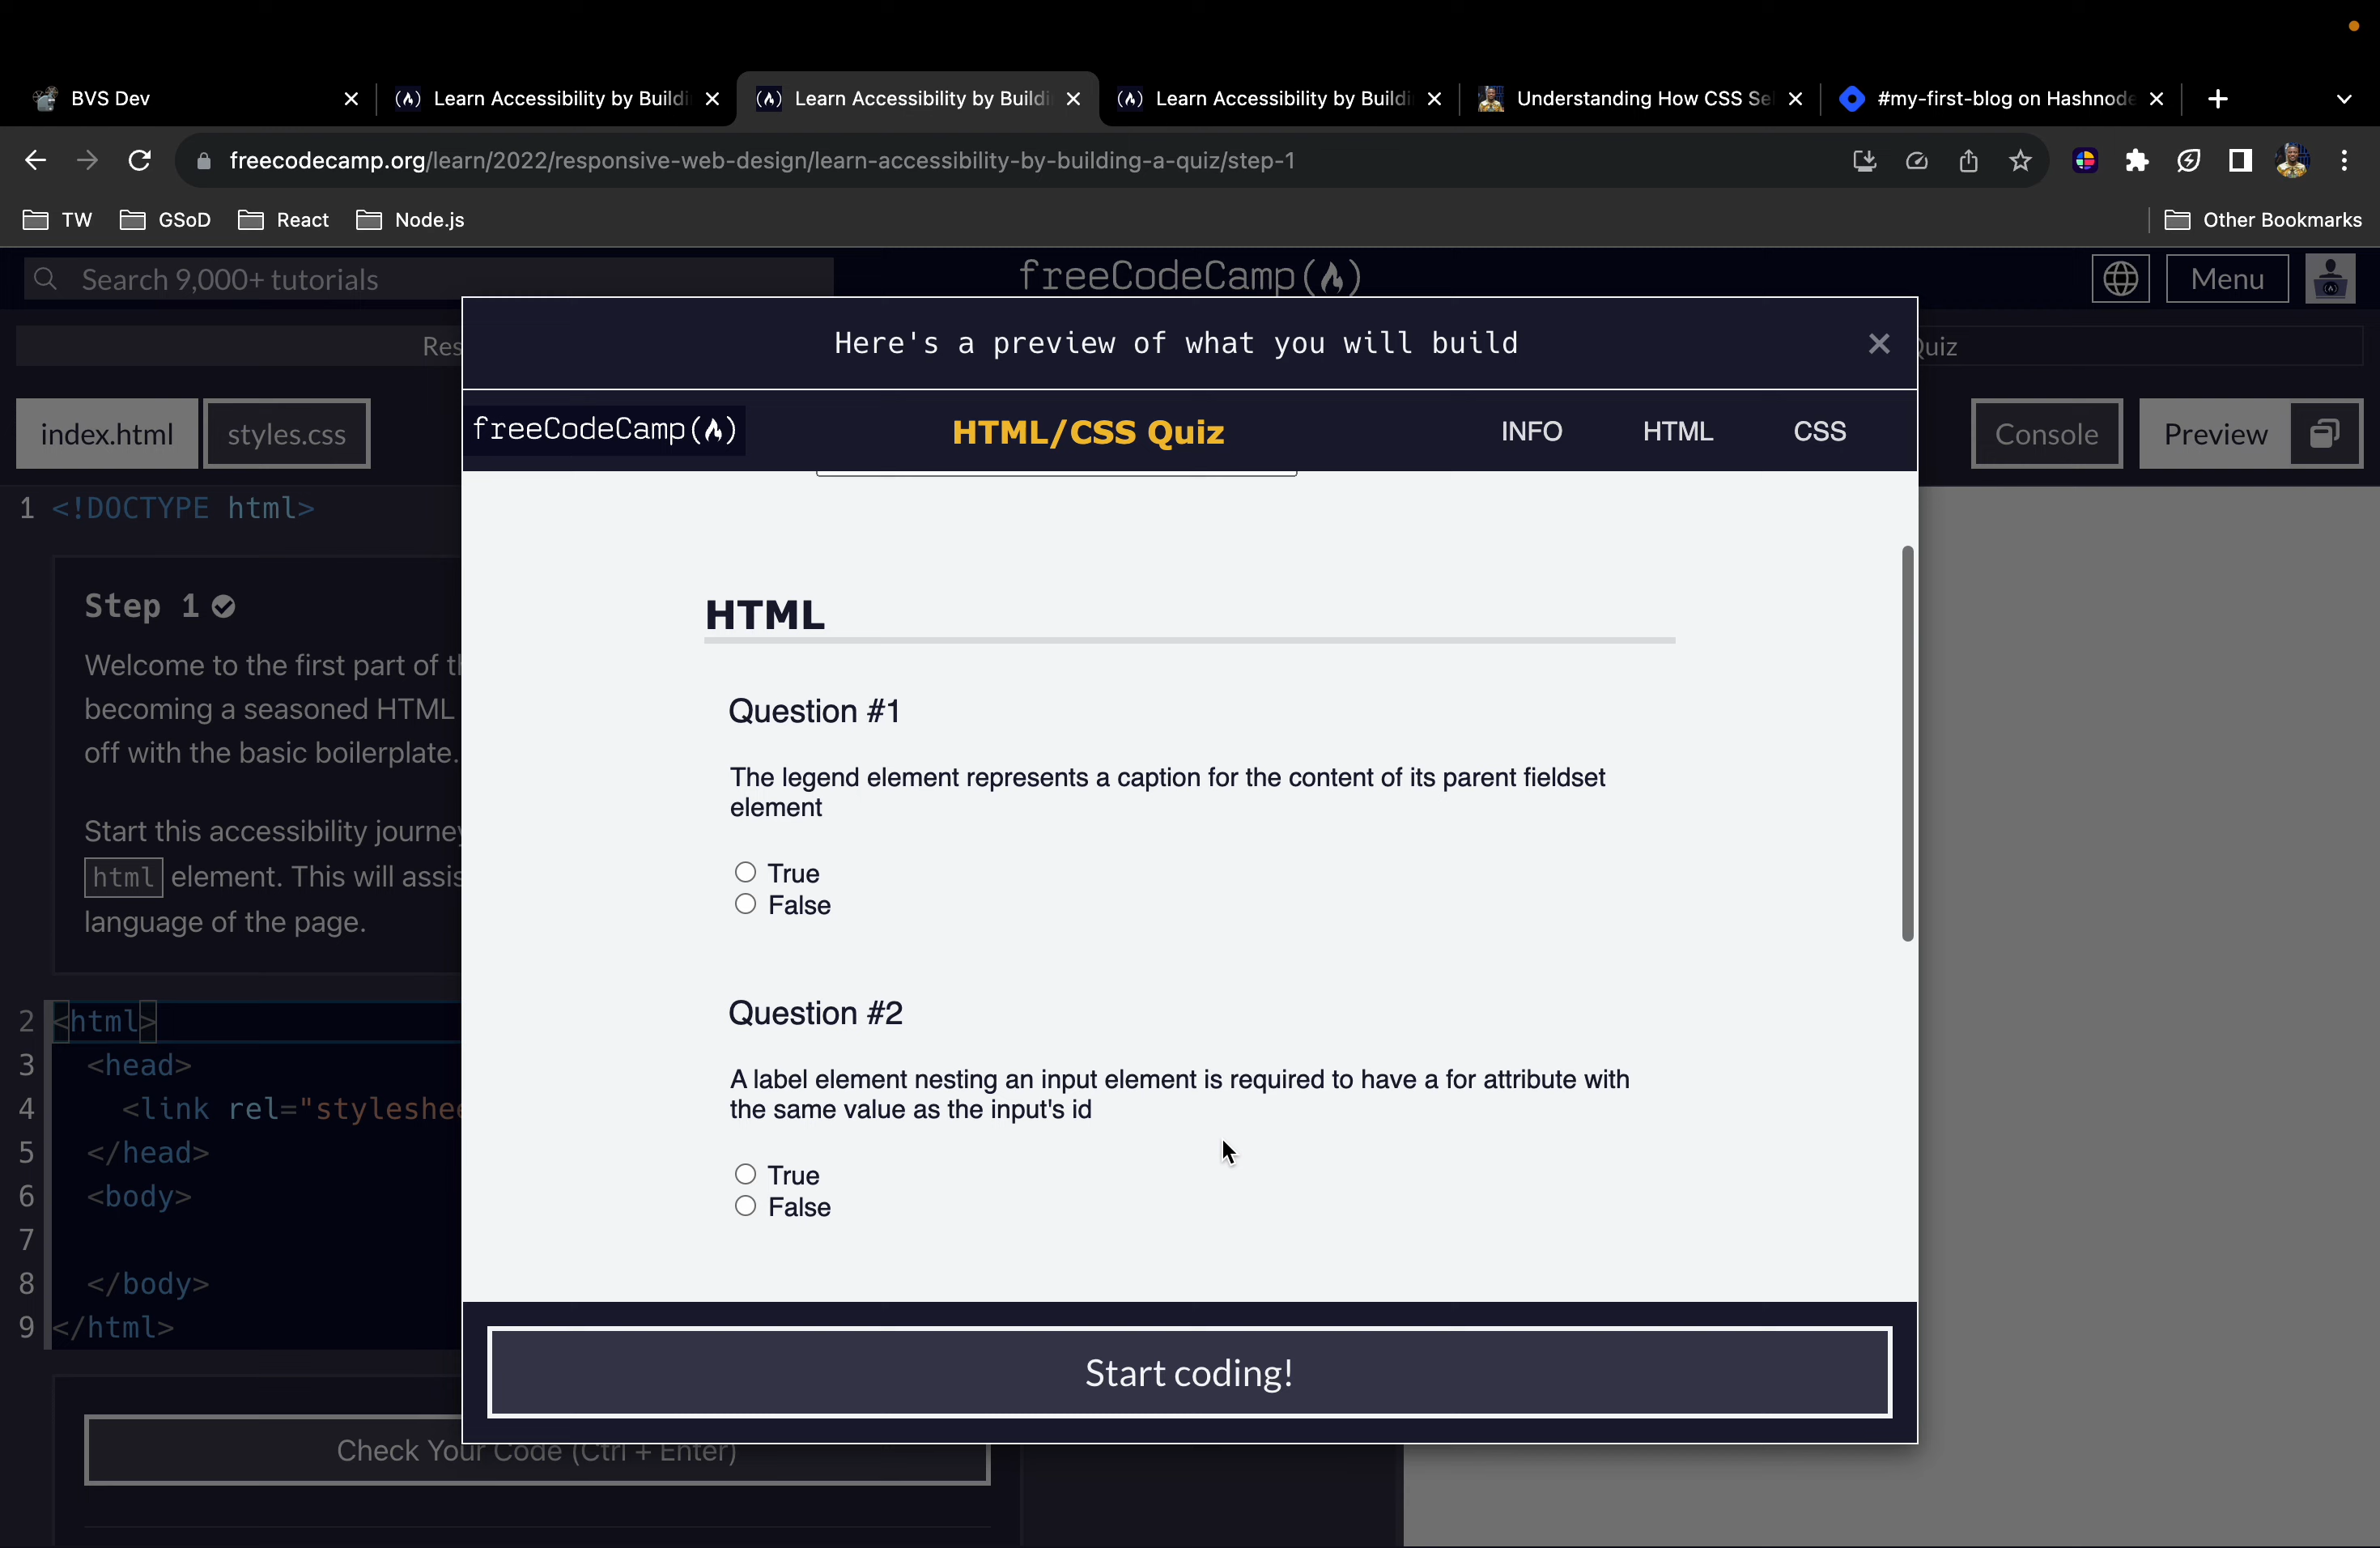 BVS Dev
Learn Accessibility by Buildi
Learn Accessibility by Buildi
Learn Accessibility by Buildi
Understanding How CSS Se
#my-first-blog on Hashnode
freecodecamp.org/learn/2022/responsive-web-design/learn-accessibility-by-building-a-quiz/step-1
TW
GSoD
React
Node.js
Other Bookmarks
Search 9,000+ tutorials
freeCodeCamp
Menu
Res
Quiz
index.html
styles.css
Console
Preview
1 <!DOCTYPE html>
Step 1
Welcome to the first part of th
becoming a seasoned HTML
off with the basic boilerplate.
Start this accessibility journey
html element. This will assis
language of the page.
2 <html>
3 <head>
4 <link rel="styleshee
5 </head>
6 <body>
7
8 </body>
9 </html>
Check Your Code (Ctrl + Enter)
Here's a preview of what you will build
freeCodeCamp
HTML/CSS Quiz
INFO
HTML
CSS
HTML
Question #1
The legend element represents a caption for the content of its parent fieldset
element
True
False
Question #2
A label element nesting an input element is required to have a for attribute with
the same value as the input's id
True
False
Start coding!